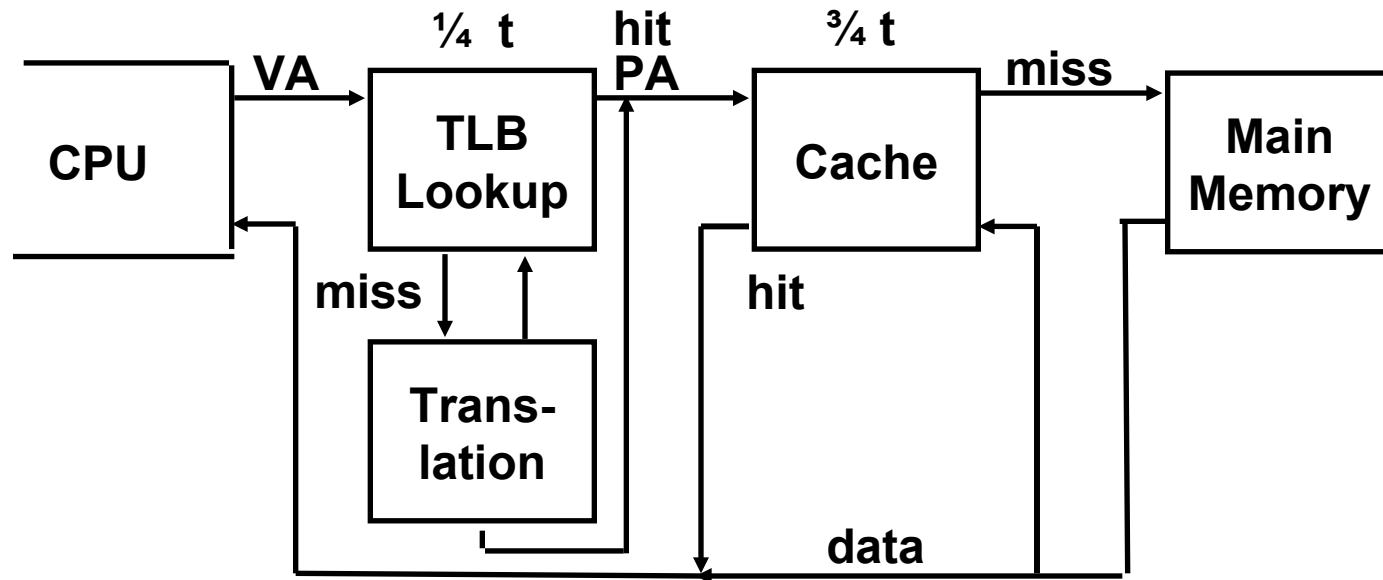 ¼ t
hit
¾ t
VA
PA
miss
CPU
TLB
Lookup
Cache
Main
Memory
miss
hit
Trans-
lation
data